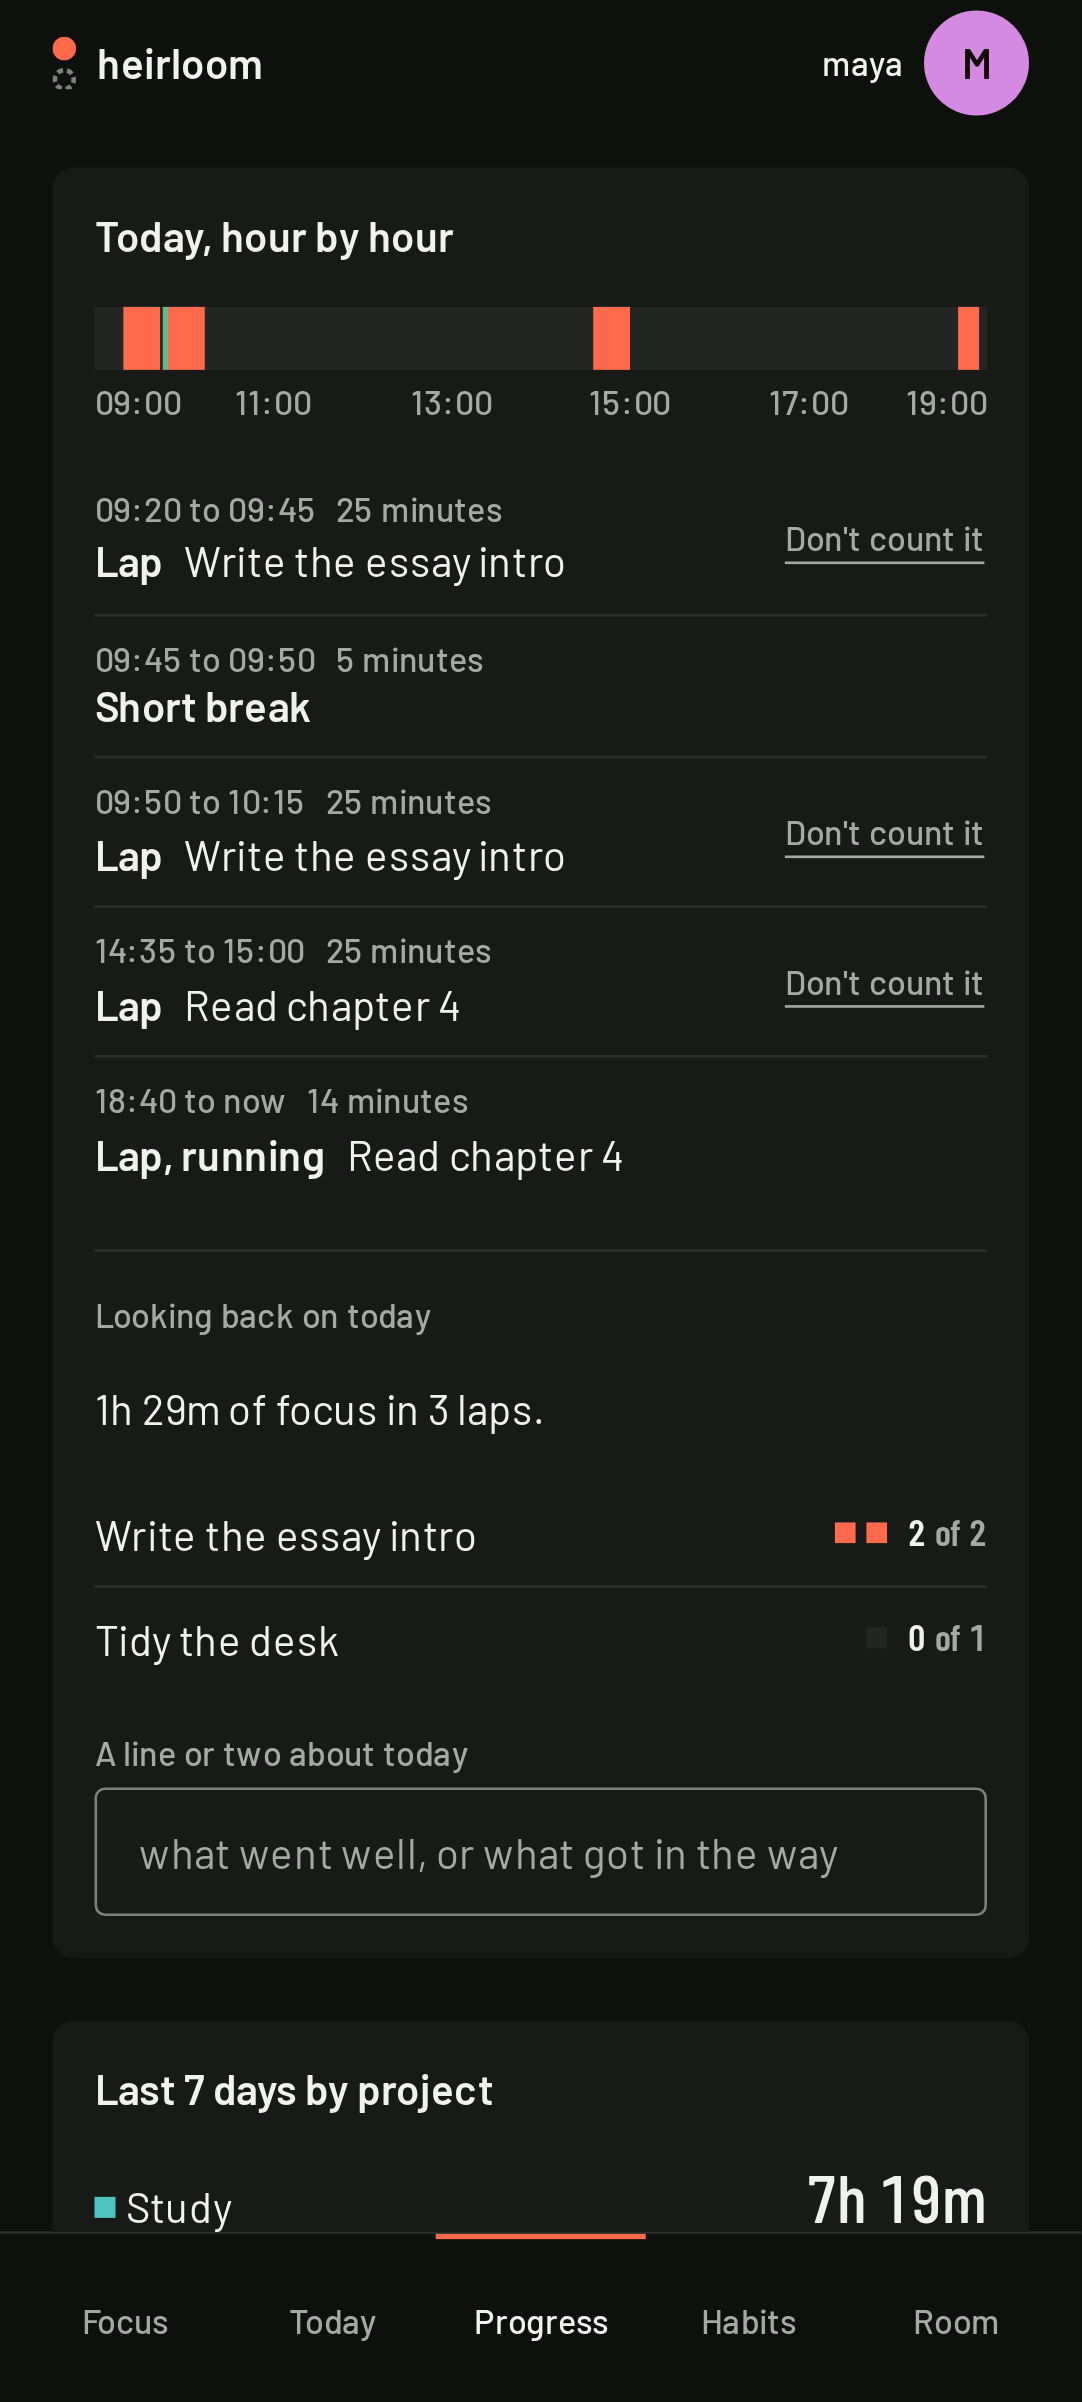 heirloom
maya
M
Today, hour by hour
09:00 11:00 13:00 15:00 17:00 19:00
09:20 to 09:45 25 minutes
Lap Write the essay intro
Don't count it
09:45 to 09:50 5 minutes
Short break
09:50 to 10:15 25 minutes
Lap Write the essay intro
Don't count it
14:35 to 15:00 25 minutes
Lap Read chapter 4
Don't count it
18:40 to now 14 minutes
Lap, running Read chapter 4
Looking back on today
1h 29m of focus in 3 laps.
Write the essay intro 2 of 2
Tidy the desk 0 of 1
A line or two about today
what went well, or what got in the way
Last 7 days by project
Study 7h 19m
Focus Today Progress Habits Room